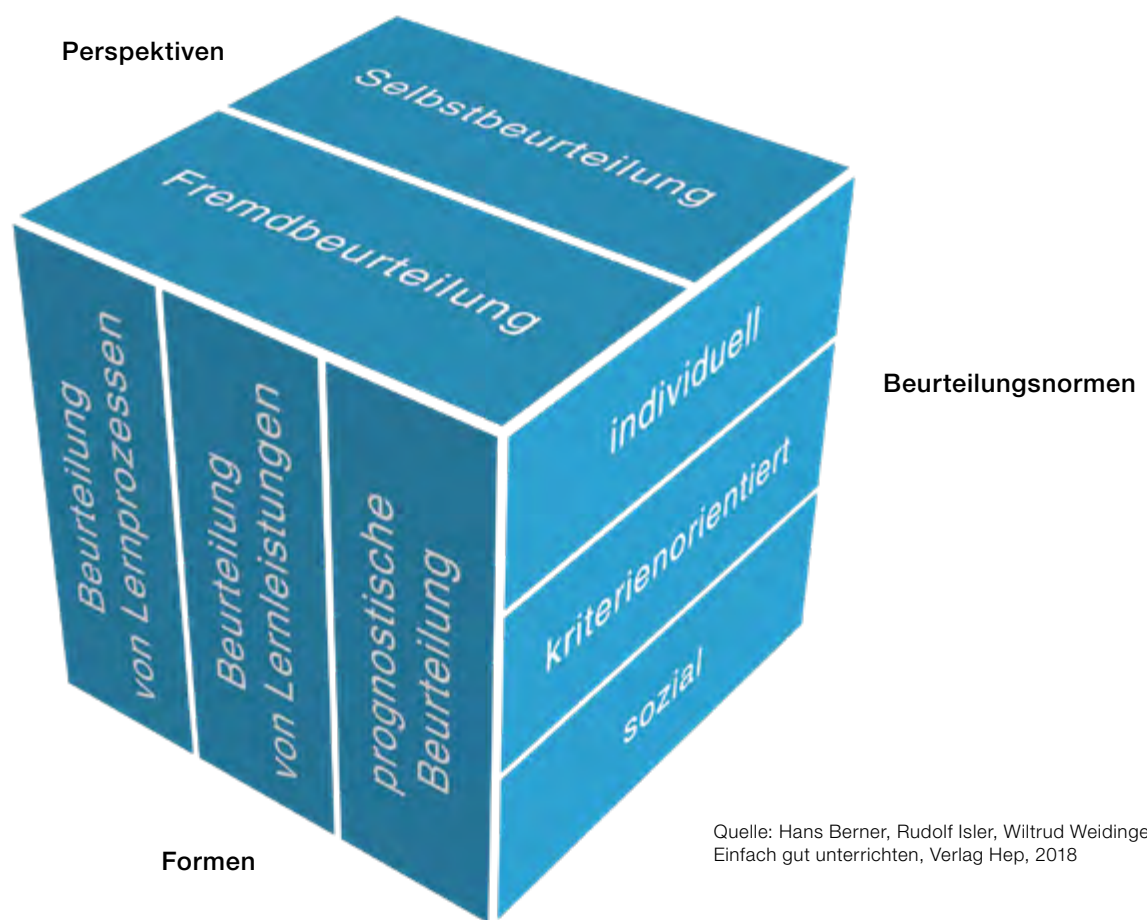 Perspektiven
Selbstbeurteilung
Fremdbeurteilung
Beurteilung
von Lernprozessen
Beurteilung
von Lernleistungen
prognostische
Beurteilung
individuell
kriterienorientiert
sozial
Beurteilungsnormen
Formen
Quelle: Hans Berner, Rudolf Isler, Wiltrud Weidinge
Einfach gut unterrichten, Verlag Hep, 2018